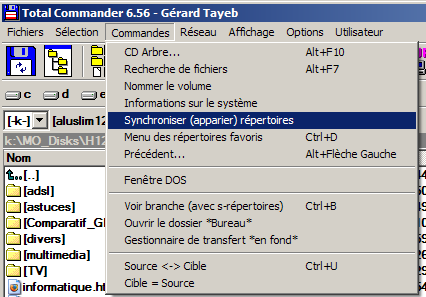 Total Commander 6.56 - Gérard Tayeb
Fichiers Sélection Commandes Réseau Affichage Options Utilisateur
CD Arbre... Alt+F10
Recherche de fichiers Alt+F7
Nommer le volume
Informations sur le système
Synchroniser (apparier) répertoires
Menu des répertoires favoris Ctrl+D
Précédent... Alt+Flèche Gauche
Fenêtre DOS
Voir branche (avec s-répertoires) Ctrl+B
Ouvrir le dossier *Bureau*
Gestionnaire de transfert *en fond*
Source <-> Cible Ctrl+U
Cible = Source
c d e
[-k-] [aluslim12
k:\MO_Disks\H12
Nom
[..]
[adsl]
[astuces]
[Comparatif_G
[divers]
[multimedia]
[TV]
informatique.h